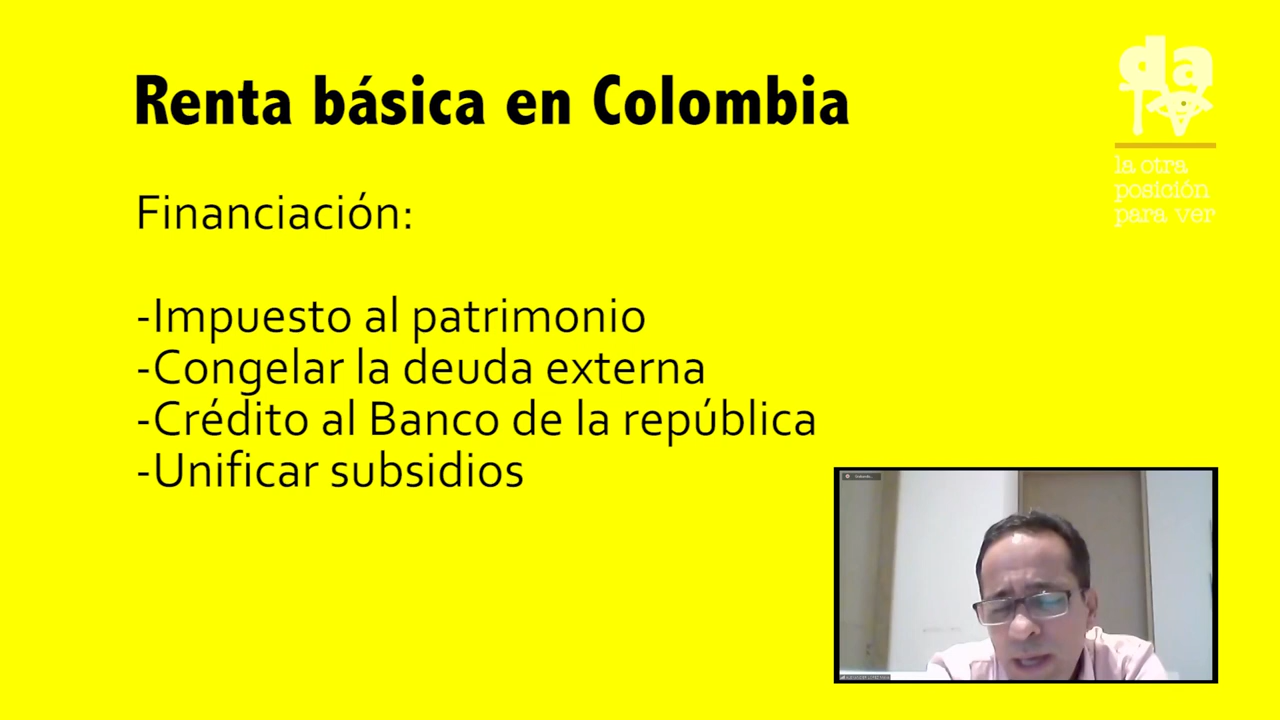 Renta básica en Colombia
Financiación:
-Impuesto al patrimonio
-Congelar la deuda externa
-Crédito al Banco de la república
-Unificar subsidios
la otra
posición
para ver